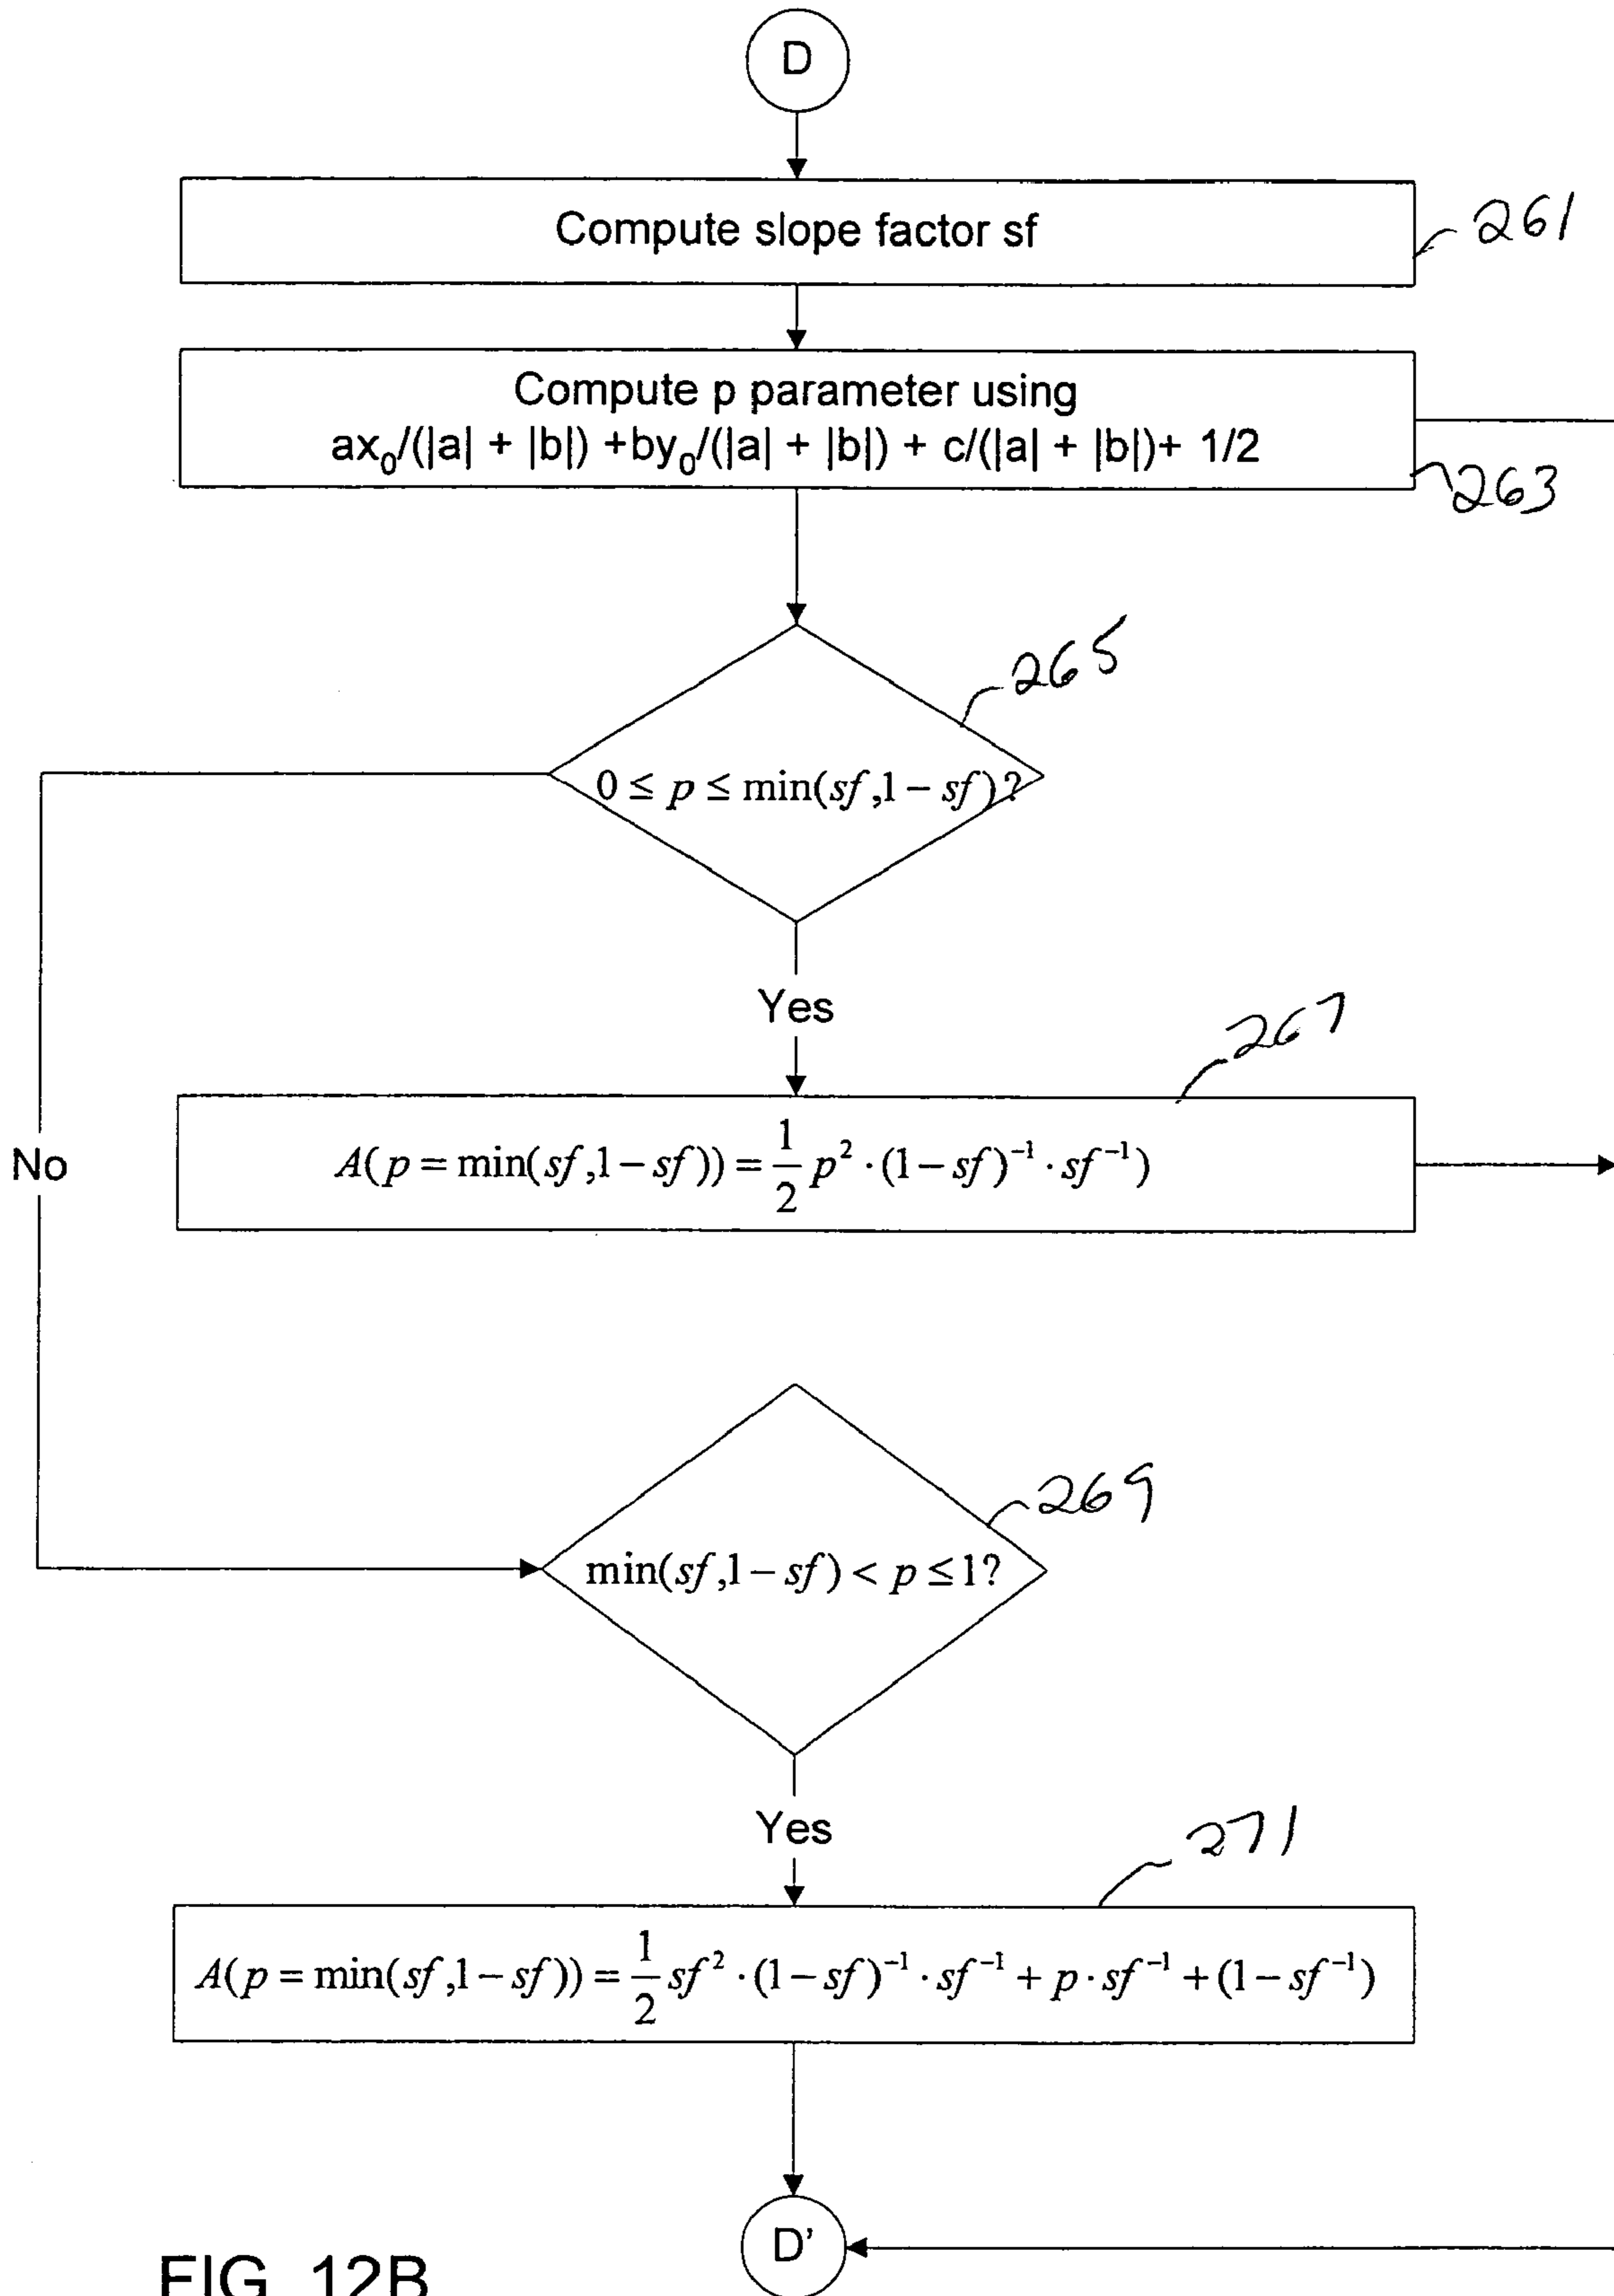 D
Compute slope factor sf
261
Compute p parameter using
ax₀/(|a| + |b|) +by₀/(|a| + |b|) + c/(|a| + |b|)+ 1/2
263
265
0 ≤ p ≤ min(sf,1 − sf)?
Yes
267
No
A(p = min(sf,1 − sf)) = 1/2 p² · (1 − sf)⁻¹ · sf⁻¹)
269
min(sf,1 − sf) < p ≤ 1?
Yes
271
A(p = min(sf,1 − sf)) = 1/2 sf² · (1 − sf)⁻¹ · sf⁻¹ + p · sf⁻¹ + (1 − sf⁻¹)
D'
FIG. 12B